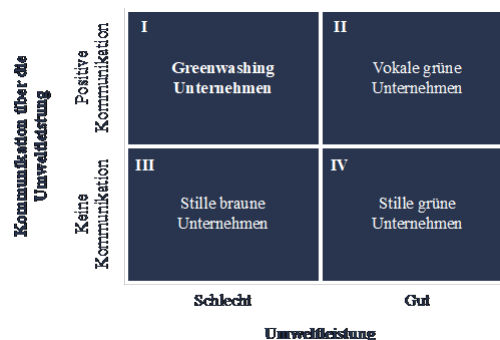 Kommunikation über die
Umweltleistung
Positive
Kommunikation
Keine
Kommunikation
I
Greenwashing
Unternehmen
II
Vokale grüne
Unternehmen
III
Stille braune
Unternehmen
IV
Stille grüne
Unternehmen
Schlecht
Gut
Umweltleistung